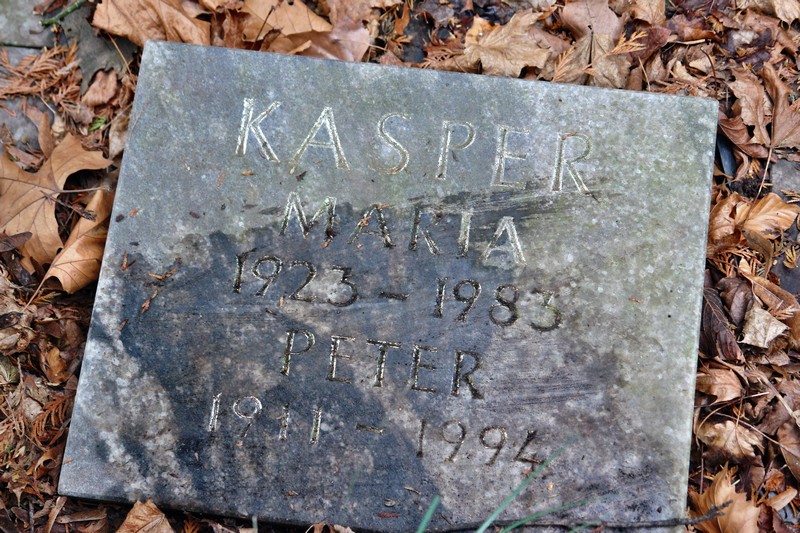 KASPER
MARIA
1923 - 1983
PETER
1911 - 1994